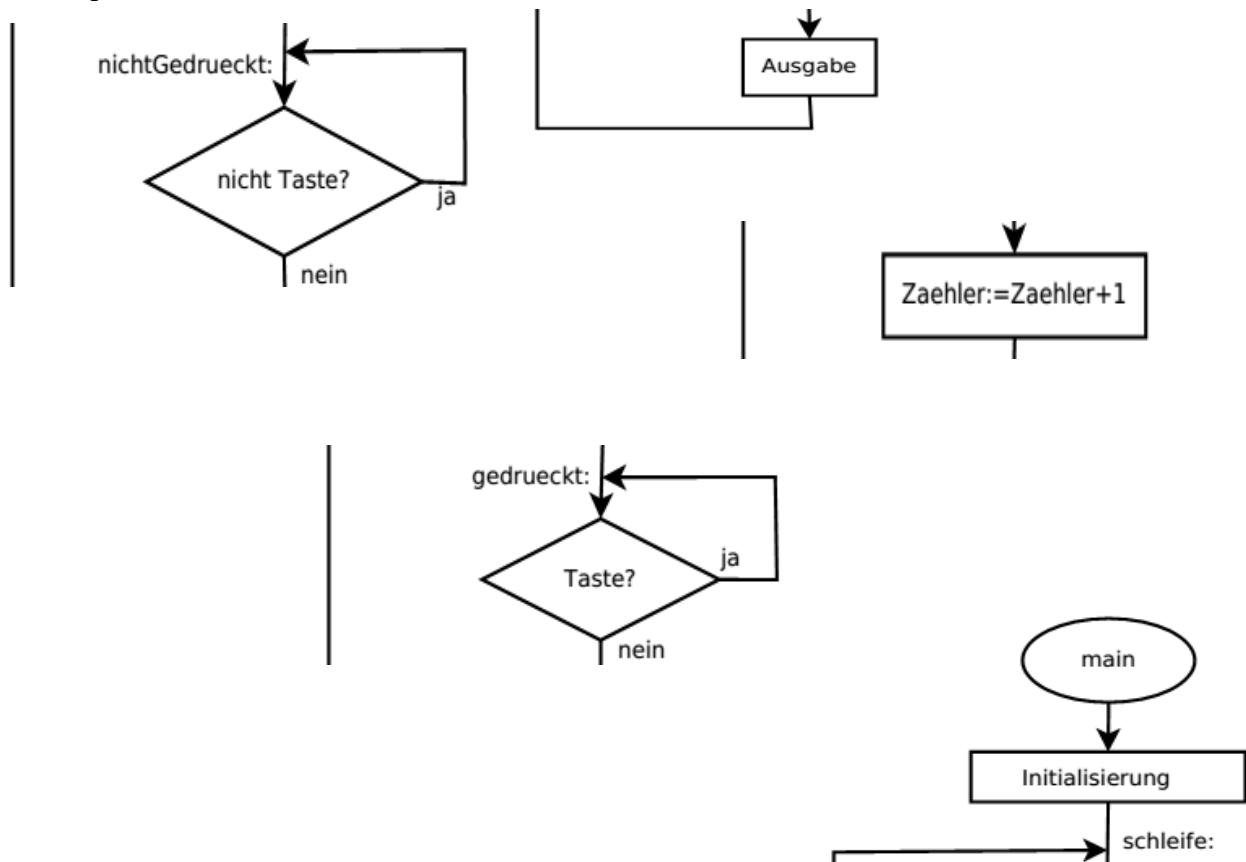 nichtGedrueckt:
nicht Taste?
ja
nein
Ausgabe
Zaehler:=Zaehler+1
gedrueckt:
Taste?
ja
nein
main
Initialisierung
schleife: